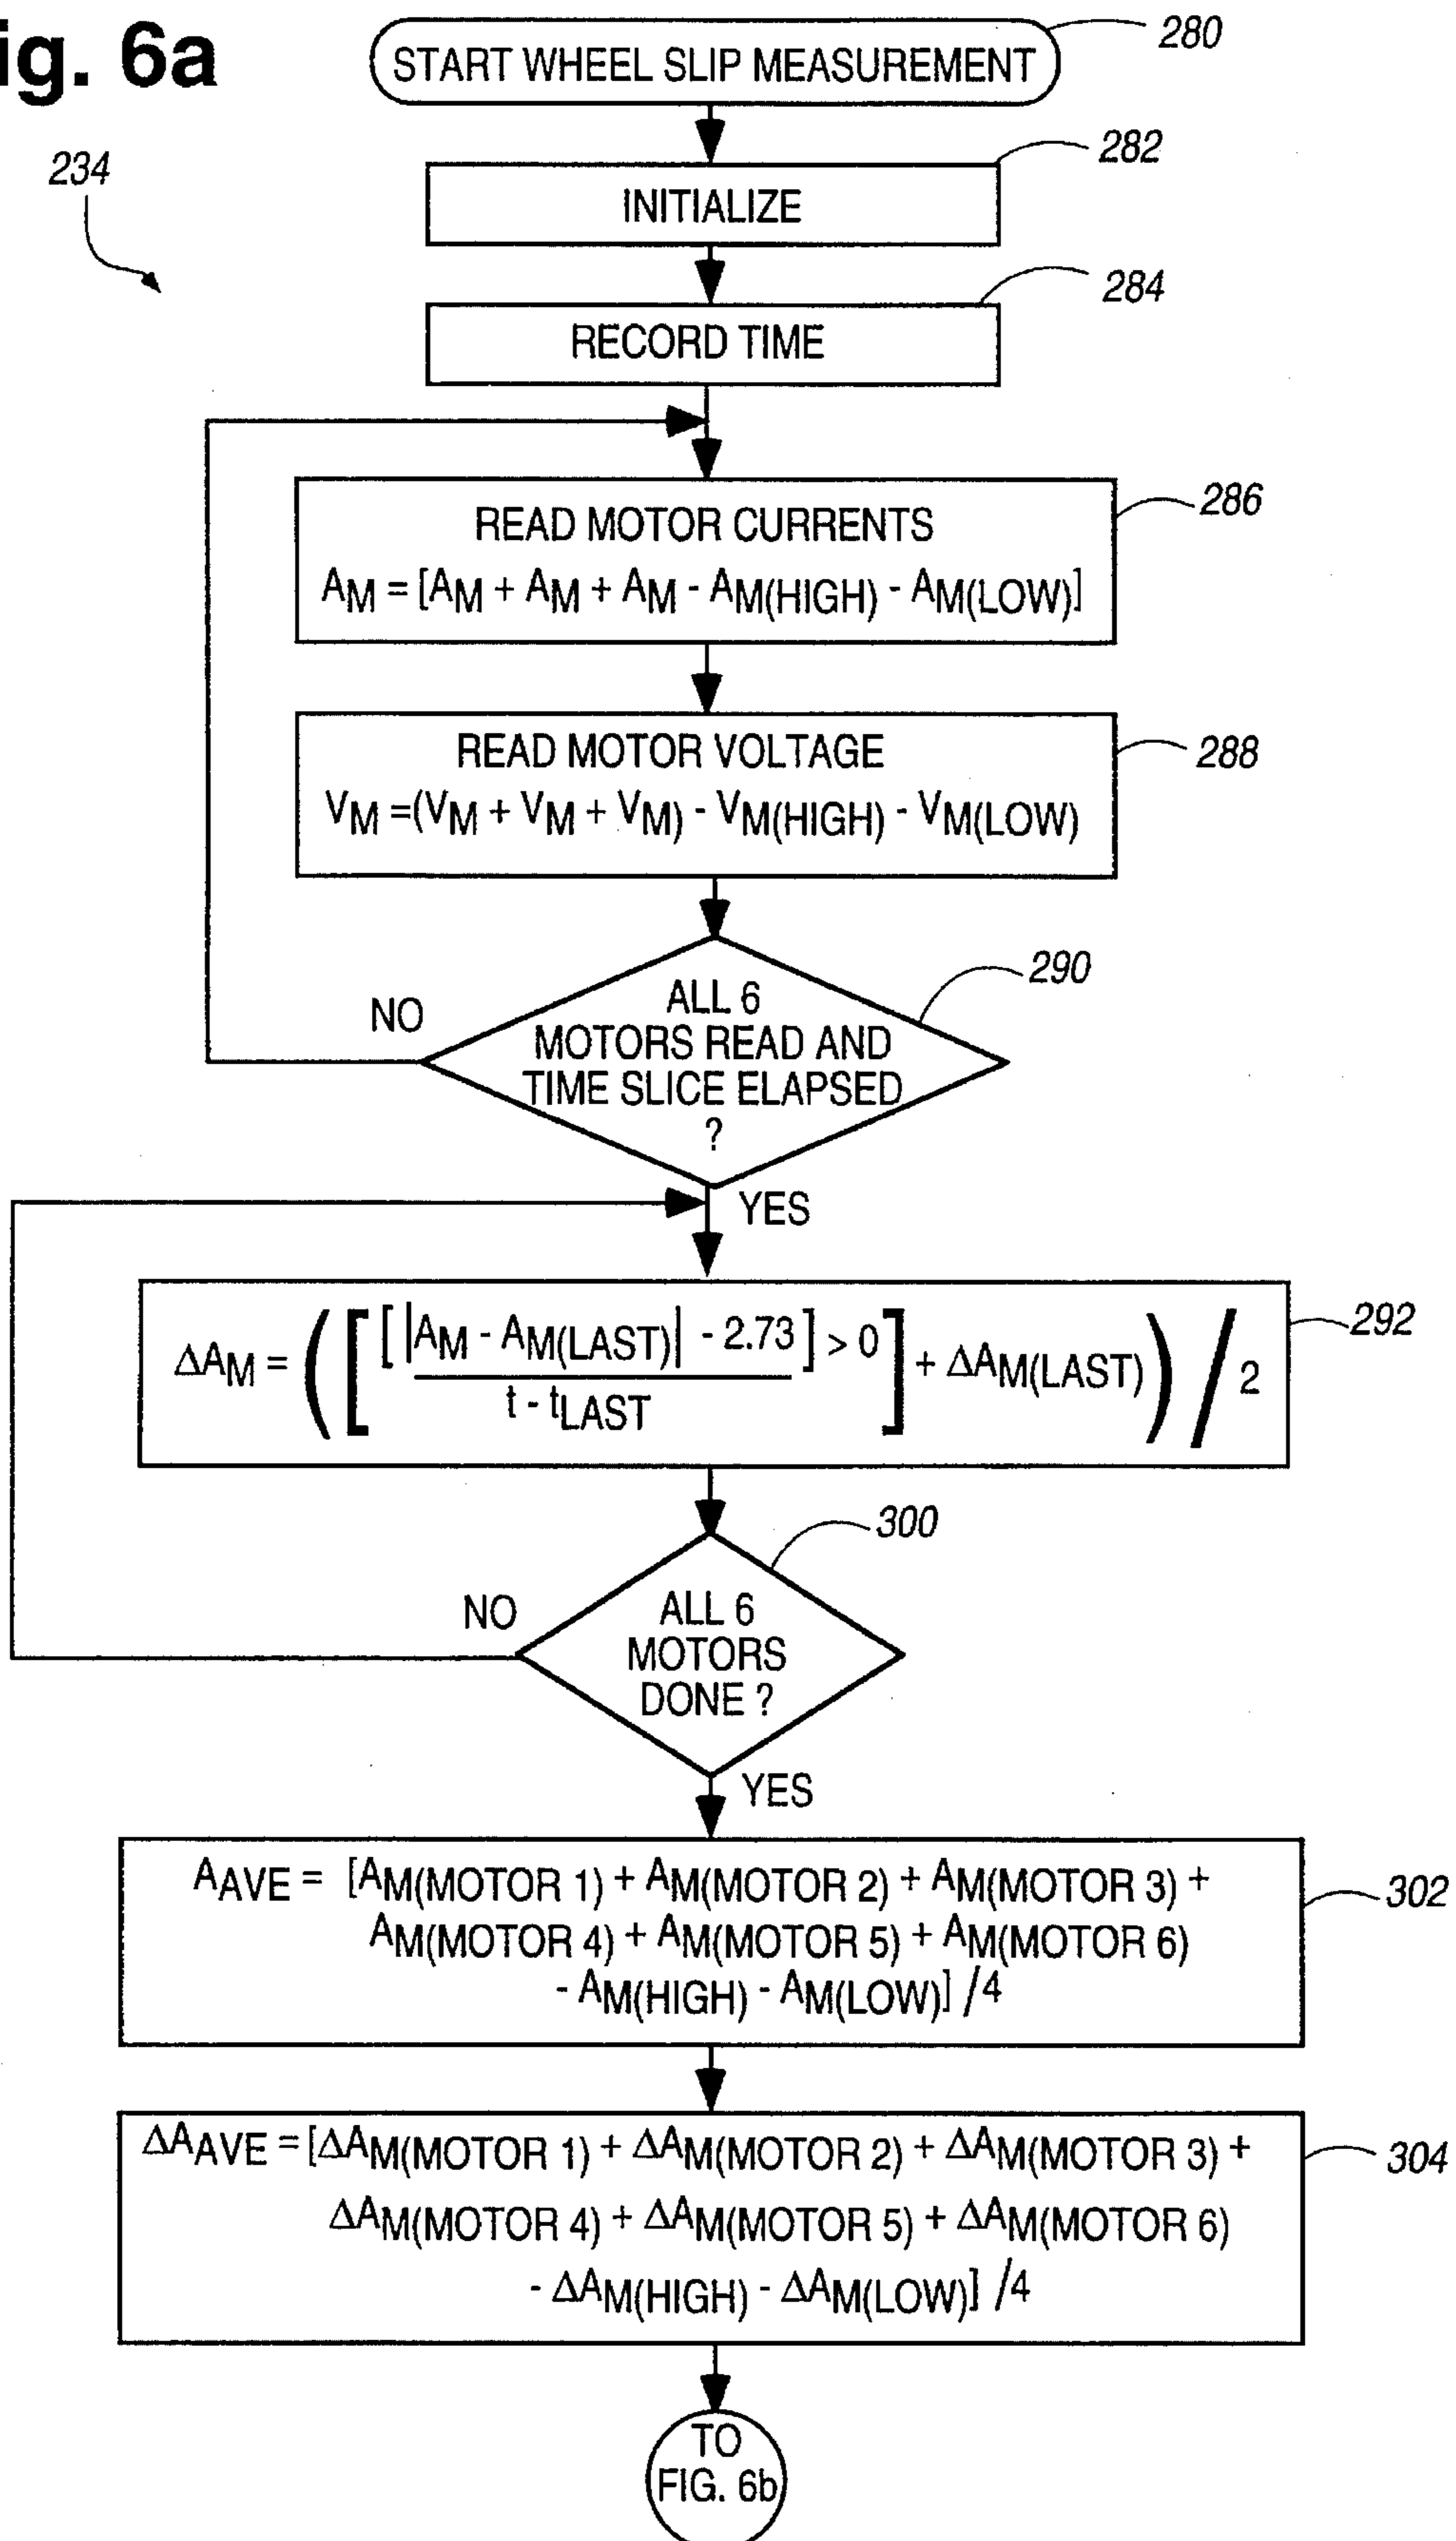 ig. 6a
START WHEEL SLIP MEASUREMENT
280
234
INITIALIZE
282
RECORD TIME
284
READ MOTOR CURRENTS
AM = [AM + AM + AM - AM(HIGH) - AM(LOW)]
286
READ MOTOR VOLTAGE
VM =(VM + VM + VM) - VM(HIGH) - VM(LOW)
288
290
NO
ALL 6
MOTORS READ AND
TIME SLICE ELAPSED
?
YES
ΔAM = ([[|AM - AM(LAST)| - 2.73] > 0] + ΔAM(LAST))/2
t - tLAST
292
300
NO
ALL 6
MOTORS
DONE ?
YES
AAVE = [AM(MOTOR 1) + AM(MOTOR 2) + AM(MOTOR 3) +
AM(MOTOR 4) + AM(MOTOR 5) + AM(MOTOR 6)
- AM(HIGH) - AM(LOW)] /4
302
ΔAAVE = [ΔAM(MOTOR 1) + ΔAM(MOTOR 2) + ΔAM(MOTOR 3) +
ΔAM(MOTOR 4) + ΔAM(MOTOR 5) + ΔAM(MOTOR 6)
- ΔAM(HIGH) - ΔAM(LOW)] /4
304
TO
FIG. 6b